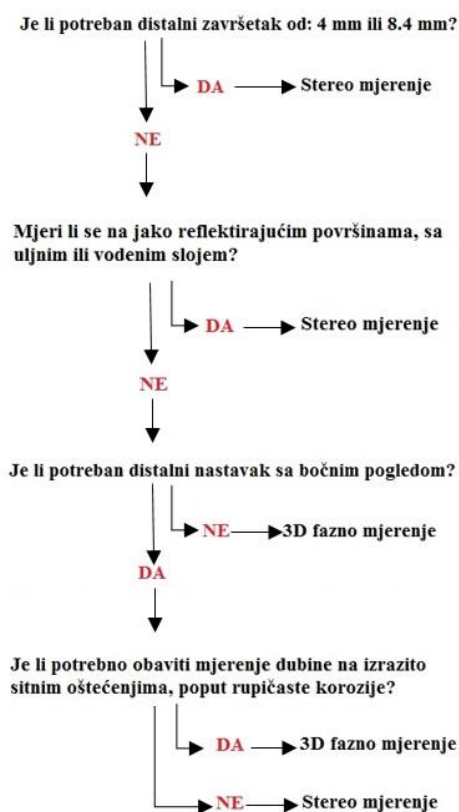 Je li potreban distalni završetak od: 4 mm ili 8.4 mm?
DA Stereo mjerenje
NE
Mjeri li se na jako reflektirajućim površinama, sa
uljnim ili vodenim slojem?
DA Stereo mjerenje
NE
Je li potreban distalni nastavak sa bočnim pogledom?
NE 3D fazno mjerenje
DA
Je li potrebno obaviti mjerenje dubine na izrazito
sitnim oštećenjima, poput rupičaste korozije?
DA 3D fazno mjerenje
NE Stereo mjerenje